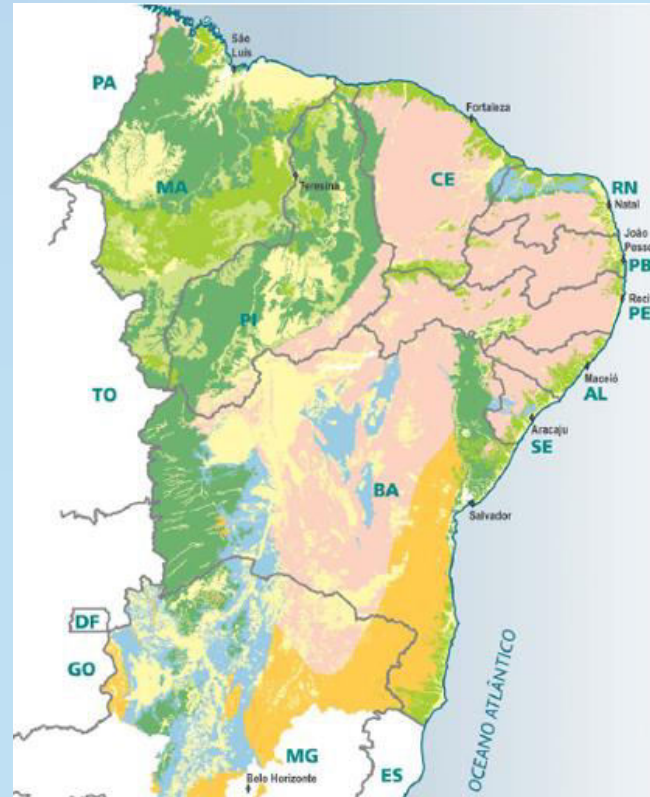 São
Luis
PA
Fortaleza
MA
Teresina
CE
RN
Natal
João
Pesso
PB
PI
Reci
PE
TO
Maceió
AL
Aracaju
SE
BA
Salvador
DF
GO
OCEANO ATLÂNTICO
MG
ES
Belo Horizonte